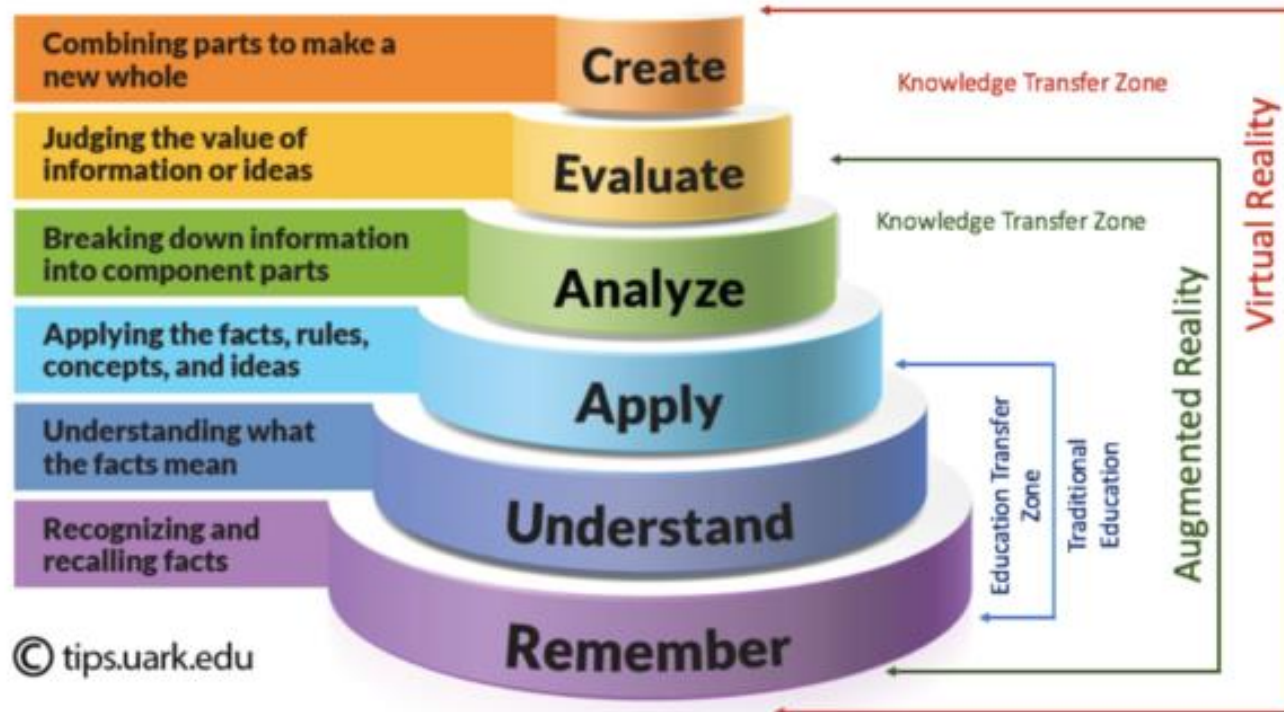 Combining parts to make a
new whole
Create
Knowledge Transfer Zone
Judging the value of
information or ideas
Evaluate
Knowledge Transfer Zone
Breaking down information
into component parts
Analyze
Applying the facts, rules,
concepts, and ideas
Apply
Understanding what
the facts mean
Understand
Recognizing and
recalling facts
Remember
Education Transfer
Zone
Traditional
Education
Augmented Reality
Virtual Reality
© tips.uark.edu